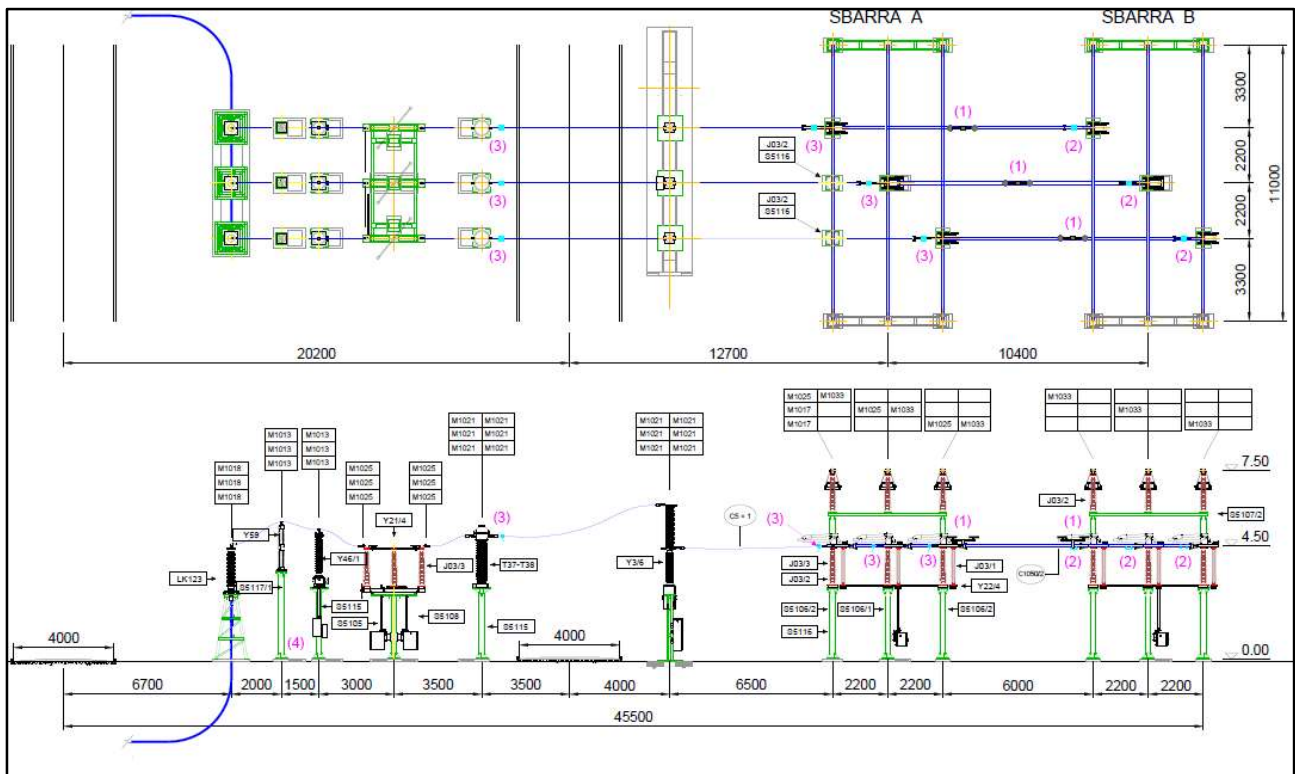 SBARRA A SBARRA B
3300
(1)
(3) (3) (2)
J03/2
S5116
2200
(1)
11000
(3) (3) (2)
J03/2
S5116
2200
(1)
(3) (3) (2)
3300
20200 12700 10400
M1025 M1033 M1033
M1017 M1025 M1033 M1033
M1017 M1025 M1033 M1033
M1021 M1021 M1021 M1021
M1021 M1021 M1021 M1021
M1021 M1021 M1021 M1021
M1013 M1013
M1013 M1013
M1013 M1013
M1018 M1025 M1025
M1018 M1025 M1025
M1018 M1025 M1025
7.50
J03/2
S5107/2
Y21/4
(3) C5 = 1 (3) (1) (1)
Y59
4.50
Y46/1 J03/3 T37-T38 Y3/6 J03/3 (3) (3) J03/1 C1050/2 (2) (2) (2)
LK123 S5117/1 J03/2 Y22/4
S5115 S5106/2 S5106/1 S5106/2
S5105 S5108
S5115 S5116
4000 (4) 4000
0.00
6700 2000 1500 3000 3500 3500 4000 6500 2200 2200 6000 2200 2200
45500